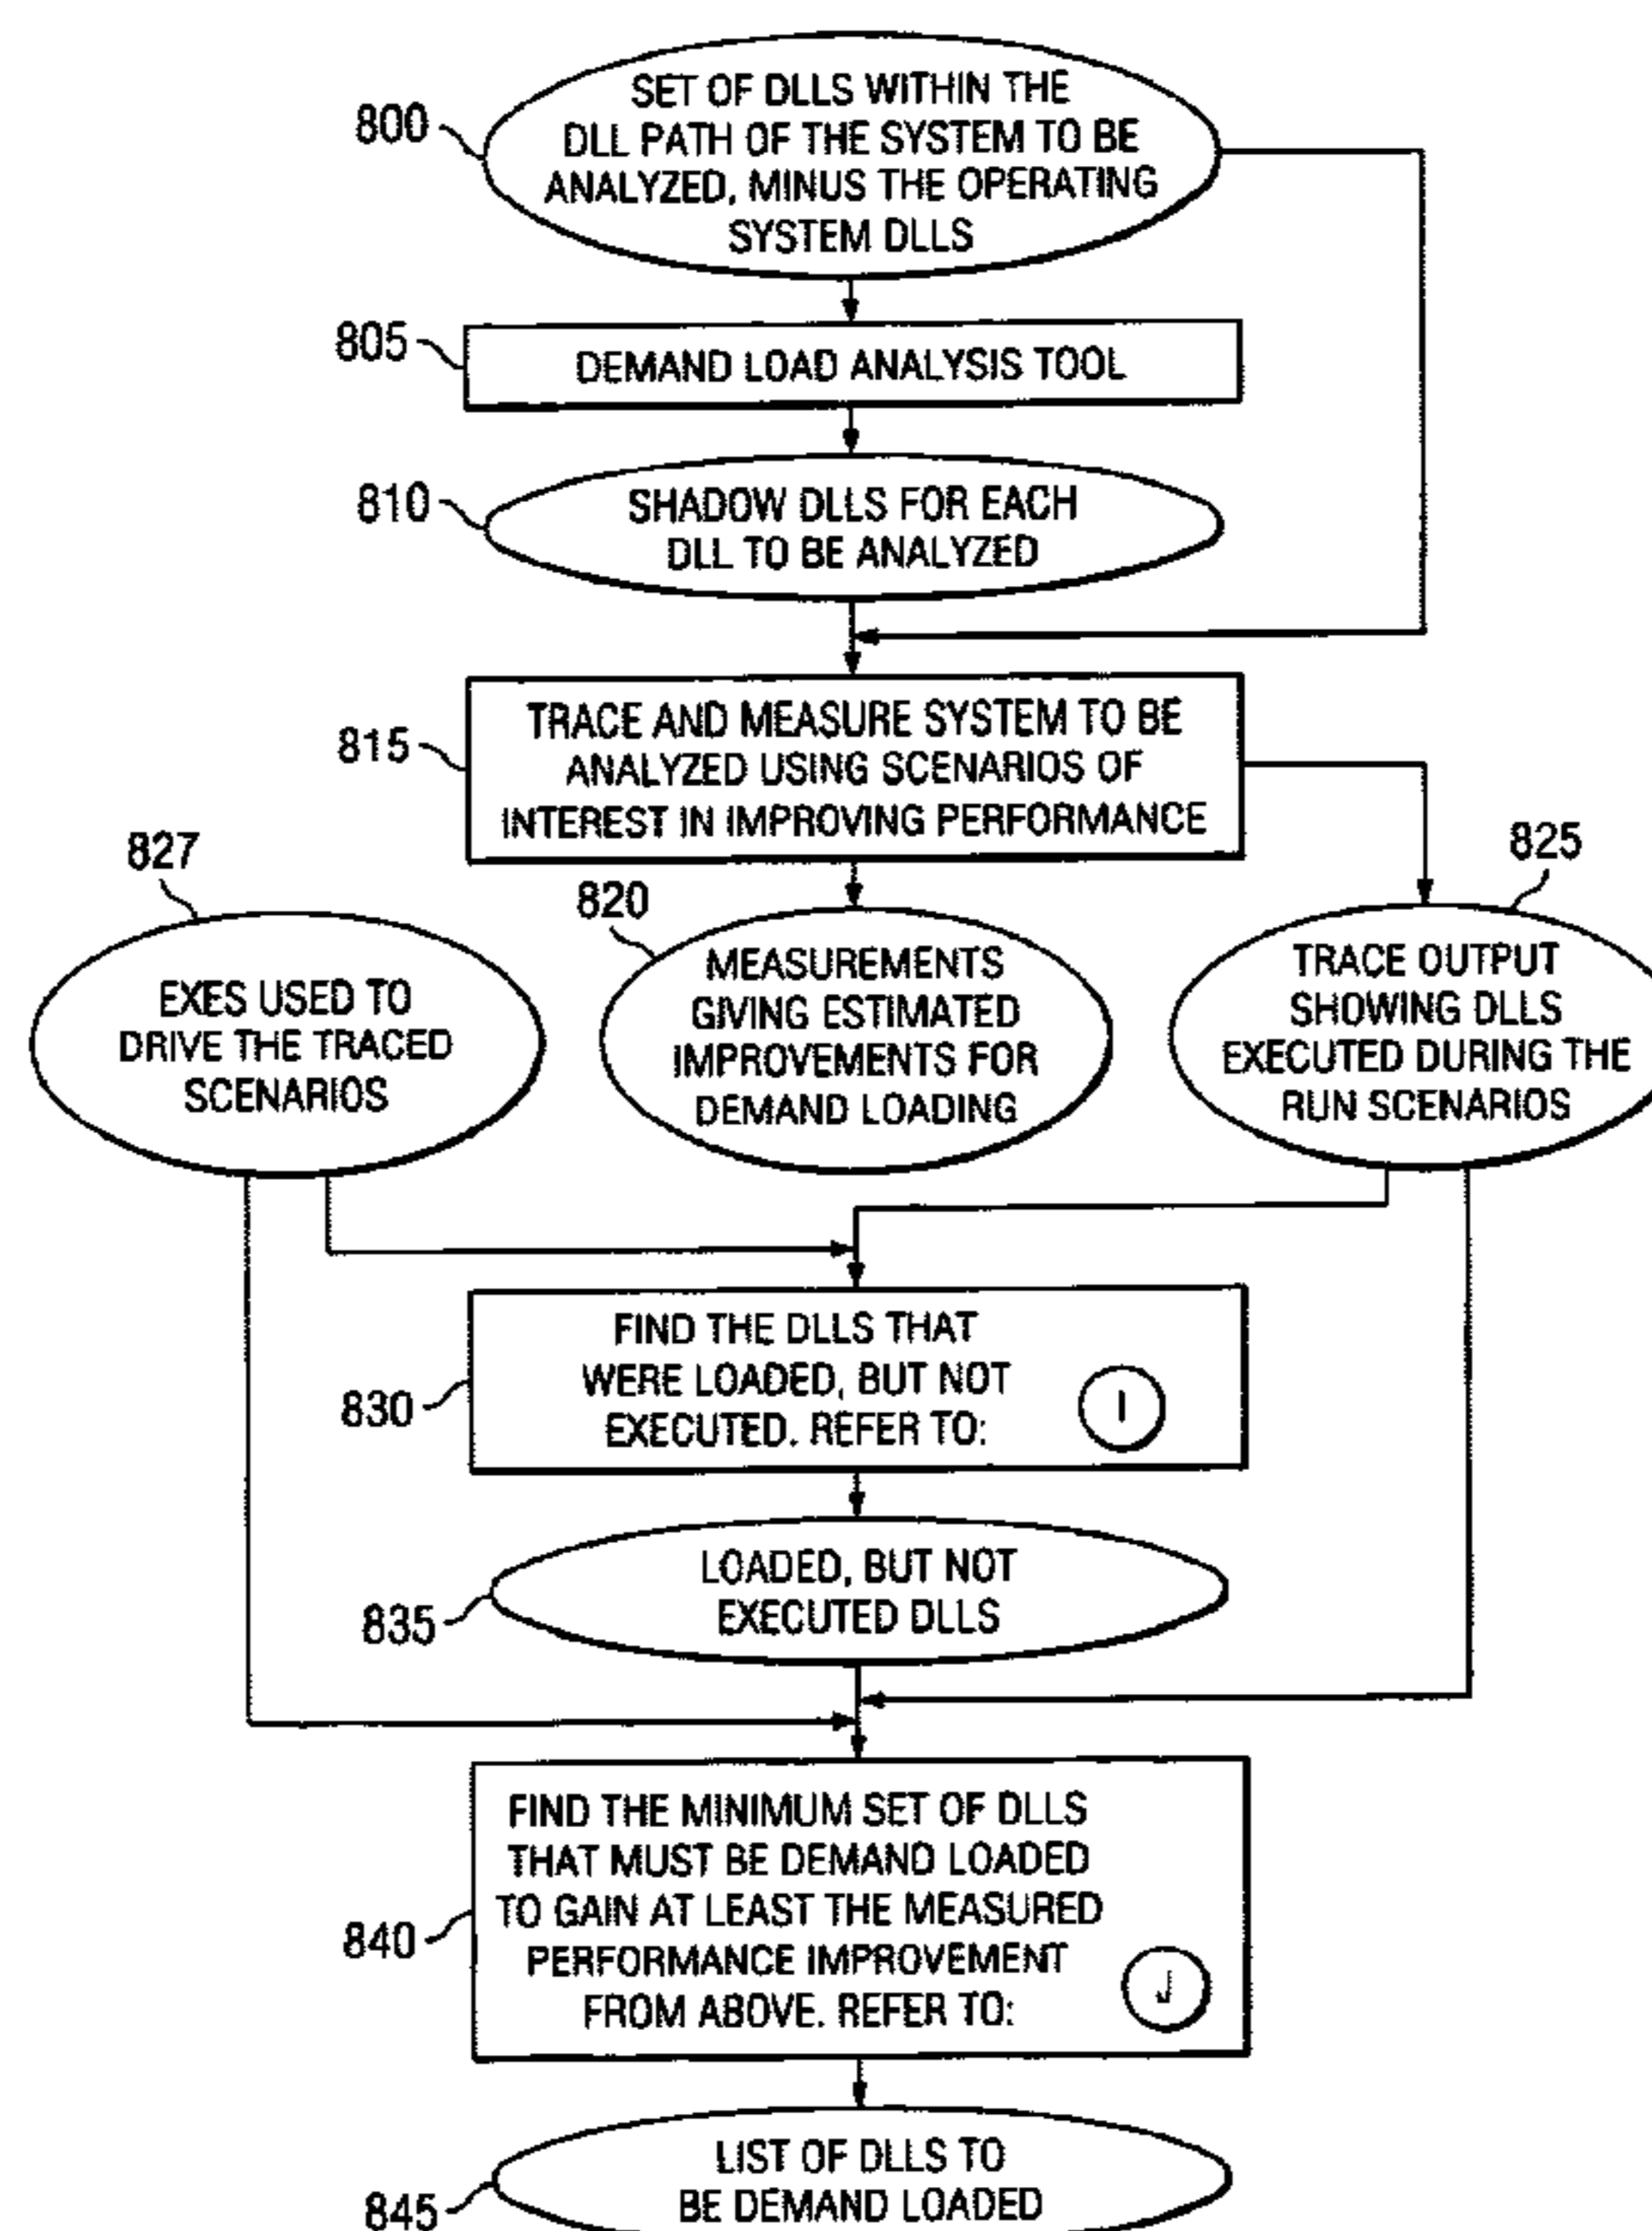 800
SET OF DLLS WITHIN THE
DLL PATH OF THE SYSTEM TO BE
ANALYZED, MINUS THE OPERATING
SYSTEM DLLS
805
DEMAND LOAD ANALYSIS TOOL
810
SHADOW DLLS FOR EACH
DLL TO BE ANALYZED
815
TRACE AND MEASURE SYSTEM TO BE
ANALYZED USING SCENARIOS OF
INTEREST IN IMPROVING PERFORMANCE
827
EXES USED TO
DRIVE THE TRACED
SCENARIOS
820
MEASUREMENTS
GIVING ESTIMATED
IMPROVEMENTS FOR
DEMAND LOADING
825
TRACE OUTPUT
SHOWING DLLS
EXECUTED DURING THE
RUN SCENARIOS
830
FIND THE DLLS THAT
WERE LOADED, BUT NOT
EXECUTED. REFER TO:
I
835
LOADED, BUT NOT
EXECUTED DLLS
840
FIND THE MINIMUM SET OF DLLS
THAT MUST BE DEMAND LOADED
TO GAIN AT LEAST THE MEASURED
PERFORMANCE IMPROVEMENT
FROM ABOVE. REFER TO:
J
845
LIST OF DLLS TO
BE DEMAND LOADED